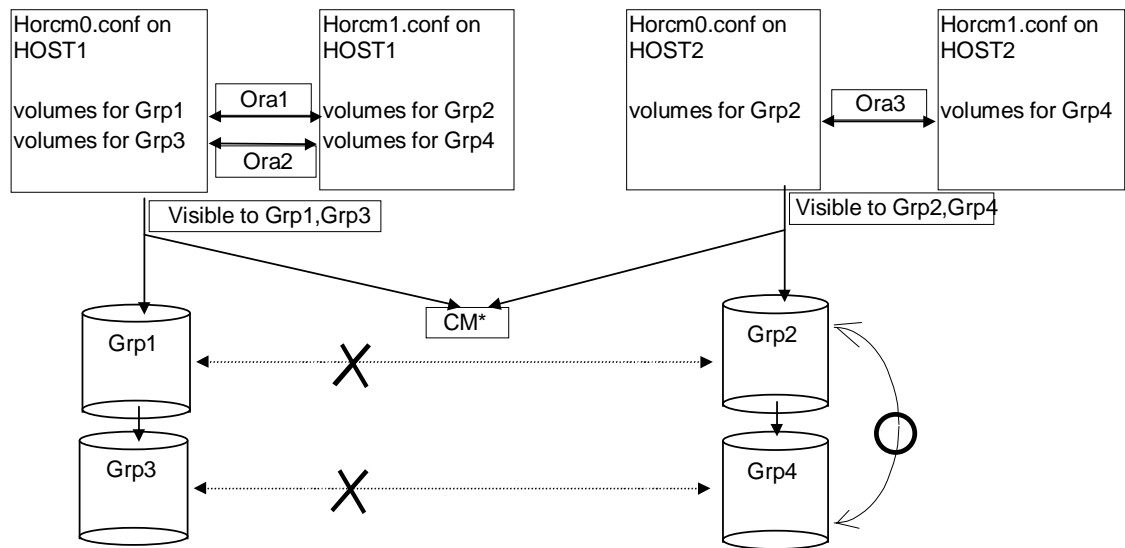 Horcm0.conf on
HOST1
volumes for Grp1
volumes for Grp3
Ora1
Ora2
Horcm1.conf on
HOST1
volumes for Grp2
volumes for Grp4
Horcm0.conf on
HOST2
volumes for Grp2
Ora3
Horcm1.conf on
HOST2
volumes for Grp4
Visible to Grp1,Grp3
Visible to Grp2,Grp4
CM*
Grp1
Grp2
Grp3
Grp4